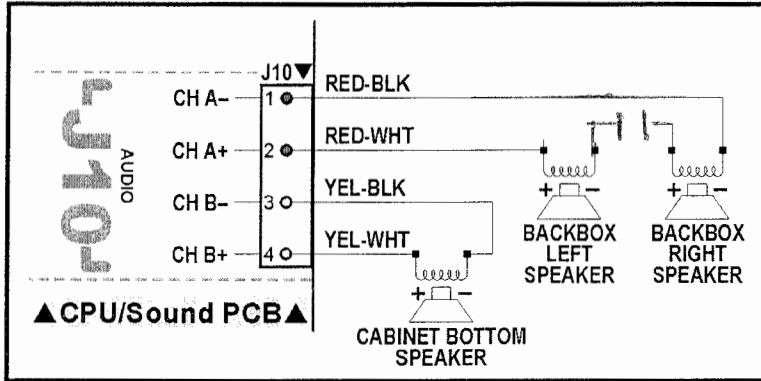 J10▼
CH A− 1 RED-BLK
CH A+ 2 RED-WHT
CH B− 3 YEL-BLK
CH B+ 4 YEL-WHT
J10
AUDIO
+ −
BACKBOX
LEFT
SPEAKER
+ −
BACKBOX
RIGHT
SPEAKER
+ −
CABINET BOTTOM
SPEAKER
▲CPU/Sound PCB▲